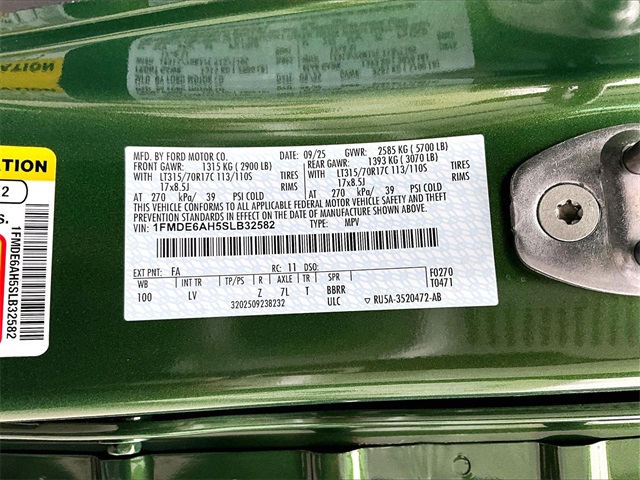 MFD. BY FORD MOTOR CO. DATE: 09/25 GVWR: 2585 KG ( 5700 LB)
FRONT GAWR: 1315 KG ( 2900 LB) REAR GAWR: 1393 KG ( 3070 LB)
WITH LT315/70R17C 113/110S TIRES WITH LT315/70R17C 113/110S TIRES
17x8.5J RIMS 17x8.5J RIMS
AT 270 kPa/ 39 PSI COLD AT 270 kPa/ 39 PSI COLD
THIS VEHICLE CONFORMS TO ALL APPLICABLE FEDERAL MOTOR VEHICLE SAFETY AND THEFT
PREVENTION STANDARDS IN EFFECT ON THE DATE OF MANUFACTURE SHOWN ABOVE.
VIN: 1FMDE6AH5SLB32582 TYPE: MPV
EXT PNT: FA RC: 11 DSO: F0270
WB INT TR TP/PS R AXLE TR SPR T0471
100 LV Z 7L T BBRR
3202509238232 ULC RU5A-3520472-AB
1FMDE6AH5SLB32582